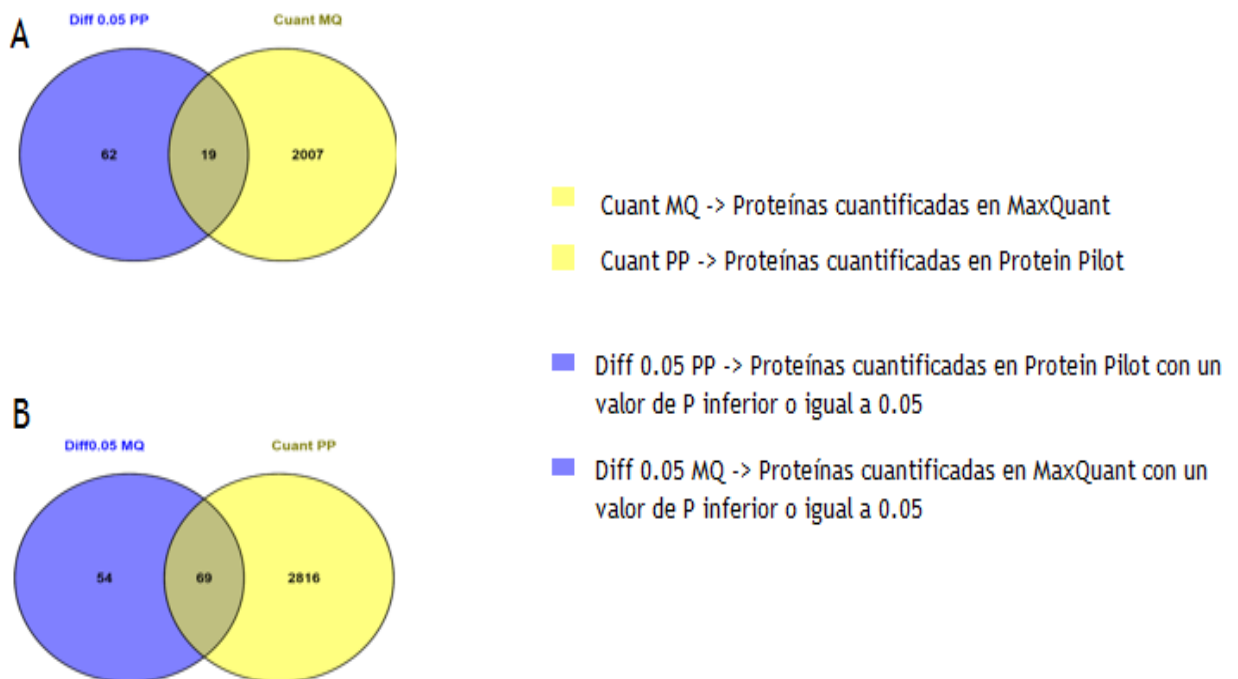 A
Diff 0.05 PP
Cuant MQ
62
19
2007
B
Diff0.05 MQ
Cuant PP
54
69
2816
Cuant MQ -> Proteínas cuantificadas en MaxQuant
Cuant PP -> Proteínas cuantificadas en Protein Pilot
Diff 0.05 PP -> Proteínas cuantificadas en Protein Pilot con un
valor de P inferior o igual a 0.05
Diff 0.05 MQ -> Proteínas cuantificadas en MaxQuant con un
valor de P inferior o igual a 0.05